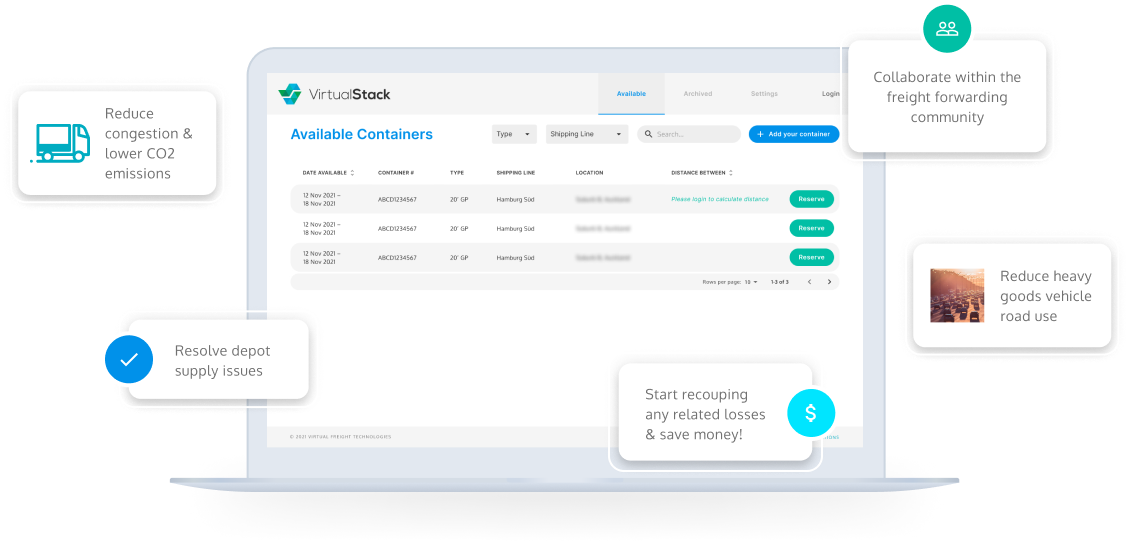 Reduce
congestion &
lower CO2
emissions
VirtualStack
Available
Archived
Settings
Login
Collaborate within the
freight forwarding
community
Available Containers
Type
Shipping Line
Search...
+ Add your container
DATE AVAILABLE
CONTAINER #
TYPE
SHIPPING LINE
LOCATION
DISTANCE BETWEEN
12 Nov 2021 –
18 Nov 2021
ABCD1234567
20' GP
Hamburg Süd
Please login to calculate distance
Reserve
12 Nov 2021 –
18 Nov 2021
ABCD1234567
20' GP
Hamburg Süd
Reserve
12 Nov 2021 –
18 Nov 2021
ABCD1234567
20' GP
Hamburg Süd
Reserve
Rows per page: 10
1-3 of 3
Reduce heavy
goods vehicle
road use
Resolve depot
supply issues
Start recouping
any related losses
& save money!
$
© 2021 VIRTUAL FREIGHT TECHNOLOGIES